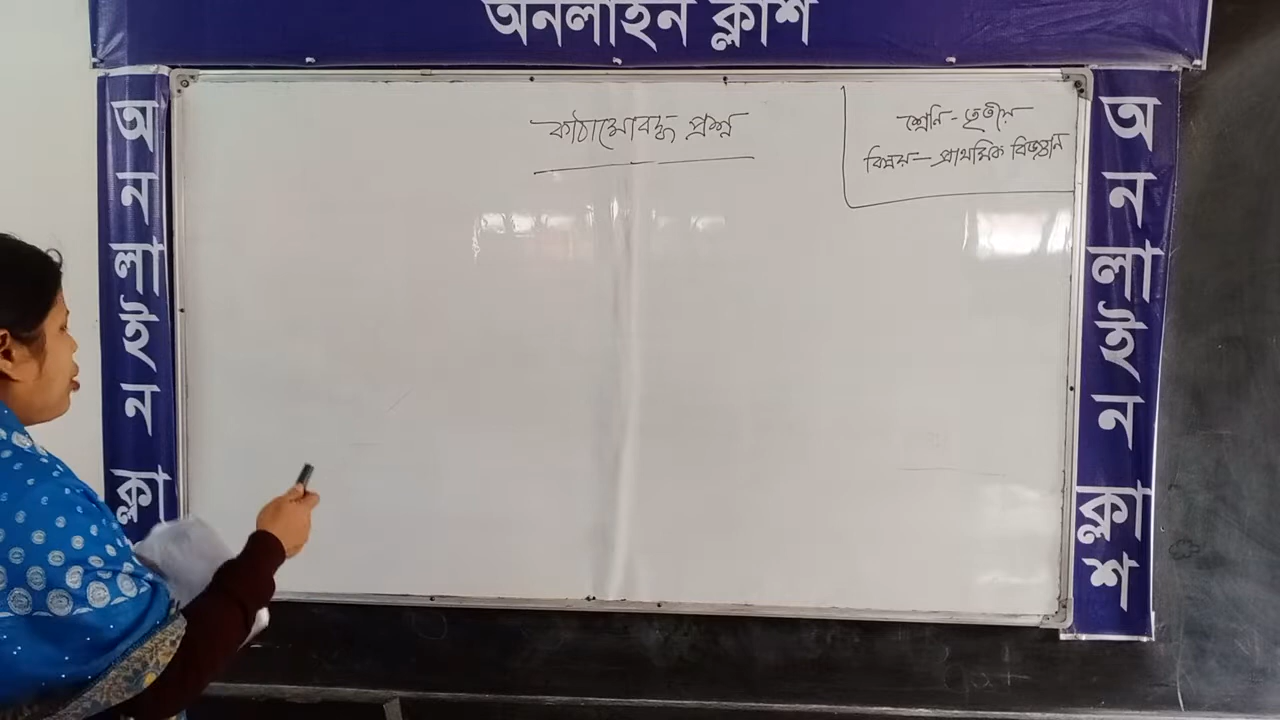 অনলাইন ক্লাশ
কাঠামোবদ্ধ প্রশ্ন
শ্রেনি - তৃতীয়
বিষয় - প্রাথমিক বিজ্ঞান
অনলাইন ক্লা
অনলাইন ক্লাশ